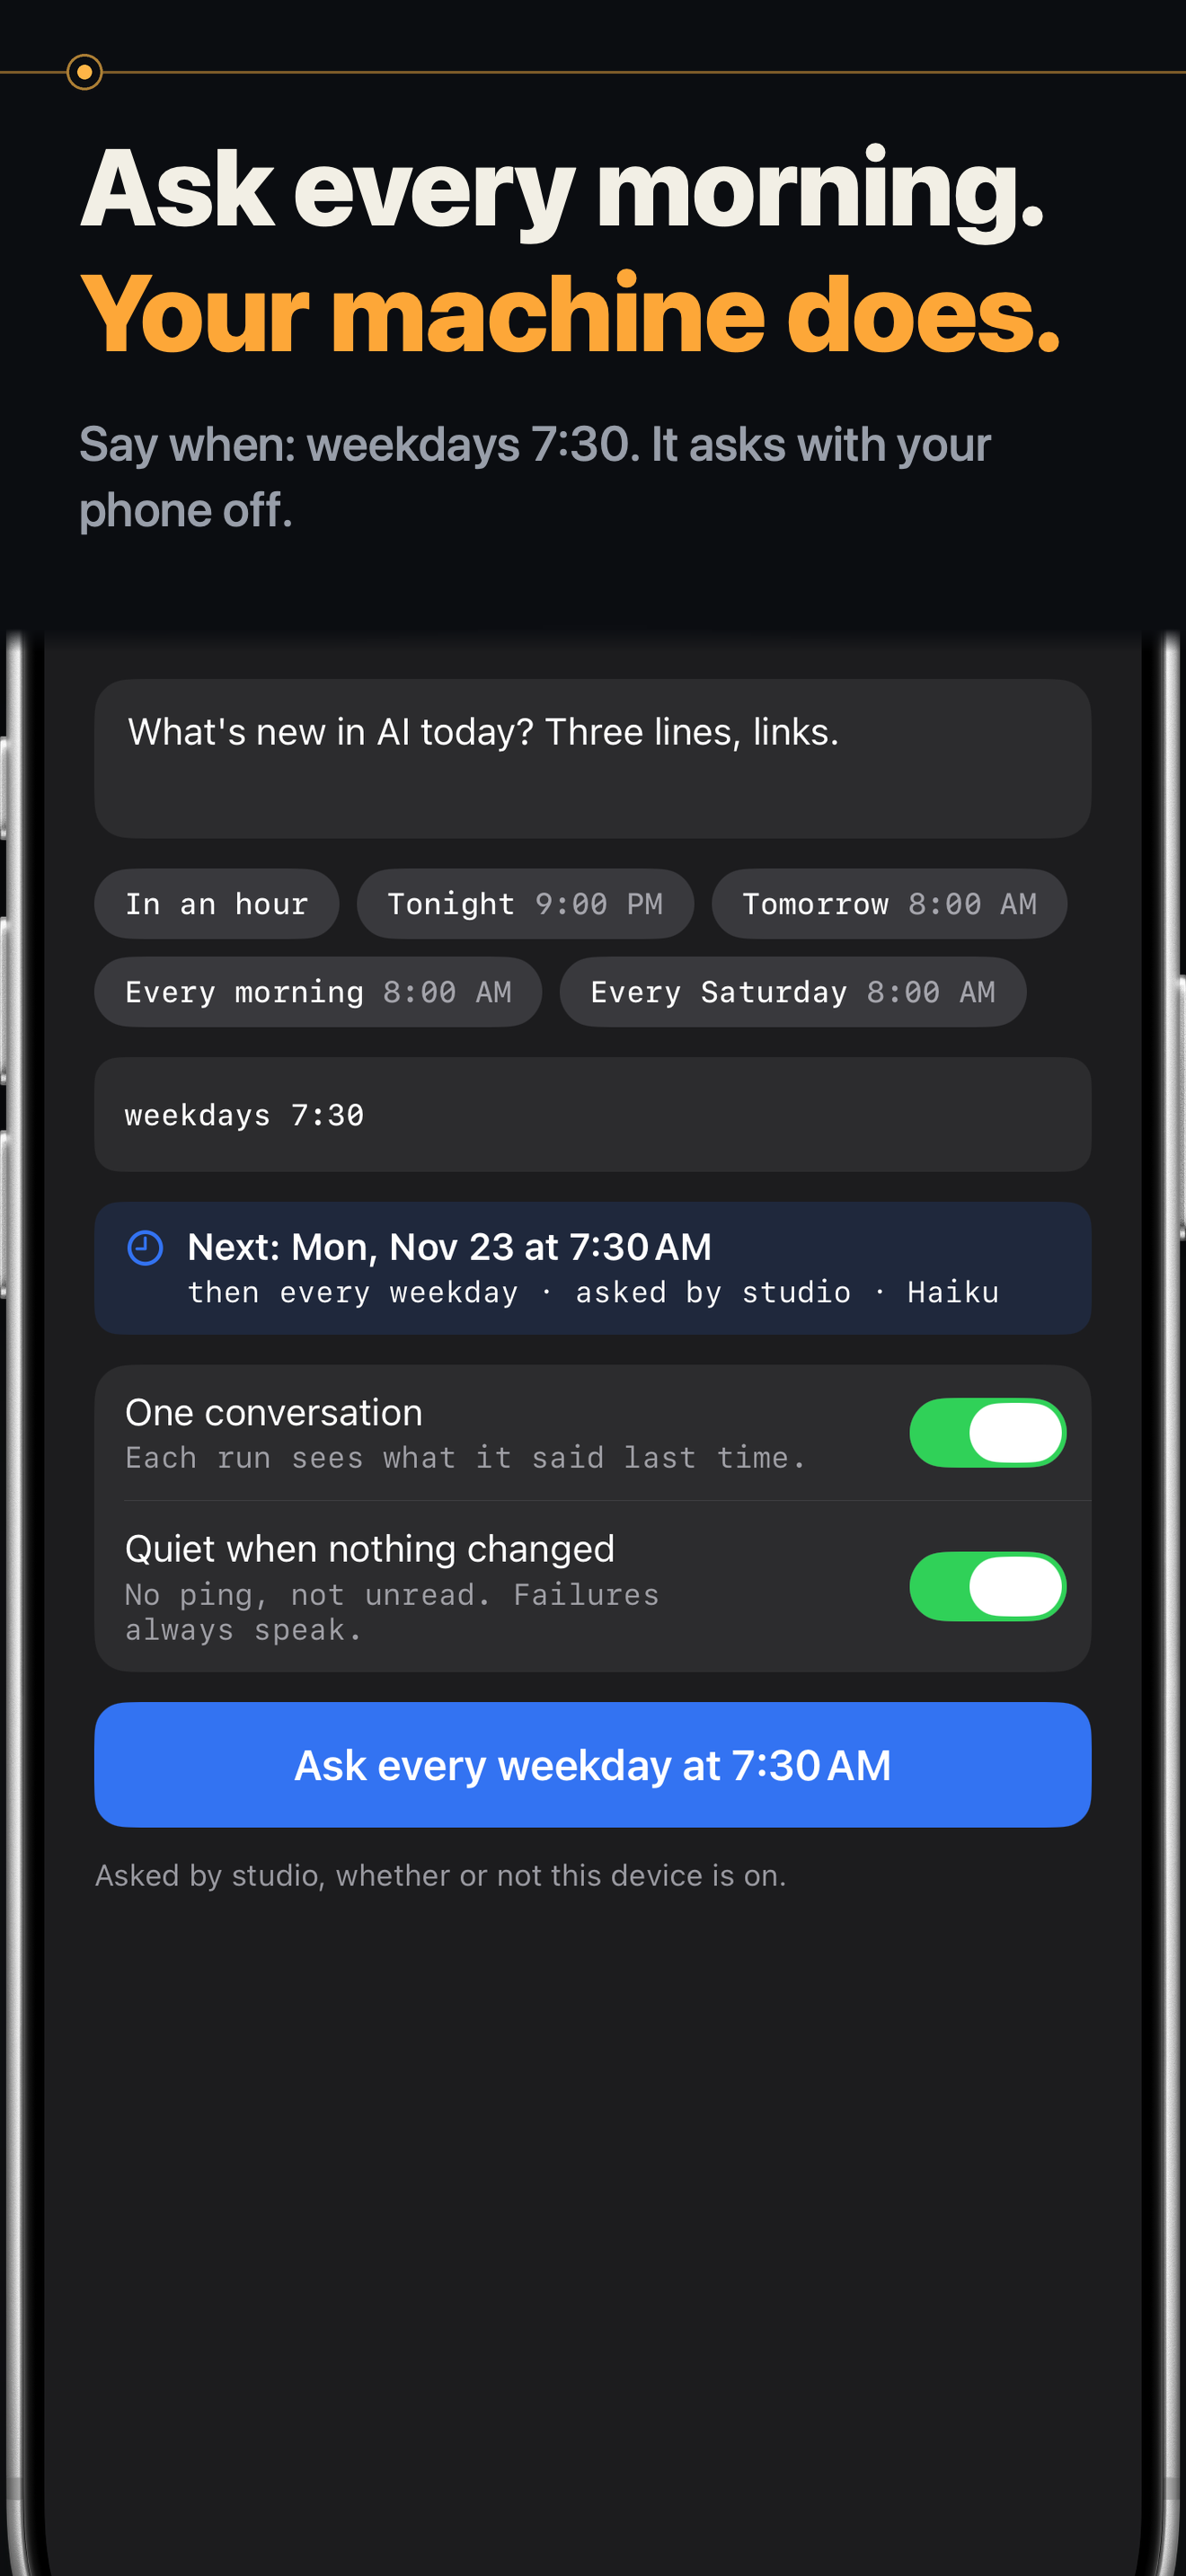 Ask every morning.
Your machine does.
Say when: weekdays 7:30. It asks with your
phone off.
What's new in AI today? Three lines, links.
In an hour
Tonight 9:00 PM
Tomorrow 8:00 AM
Every morning 8:00 AM
Every Saturday 8:00 AM
weekdays 7:30
Next: Mon, Nov 23 at 7:30 AM
then every weekday · asked by studio · Haiku
One conversation
Each run sees what it said last time.
Quiet when nothing changed
No ping, not unread. Failures
always speak.
Ask every weekday at 7:30 AM
Asked by studio, whether or not this device is on.